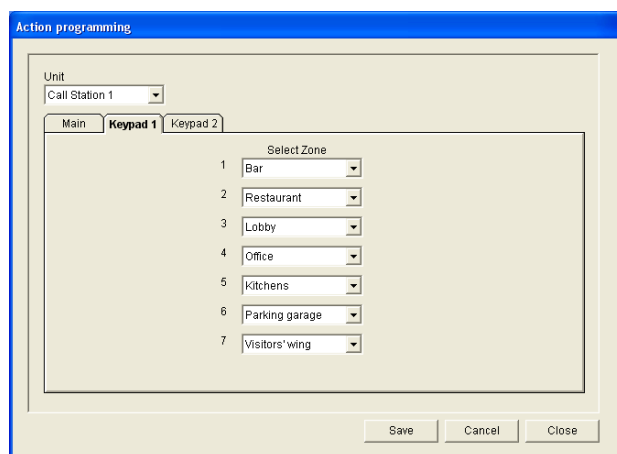 Action programming
Unit
Call Station 1
Main Keypad 1 Keypad 2
Select Zone
1 Bar
2 Restaurant
3 Lobby
4 Office
5 Kitchens
6 Parking garage
7 Visitors' wing
Save Cancel Close